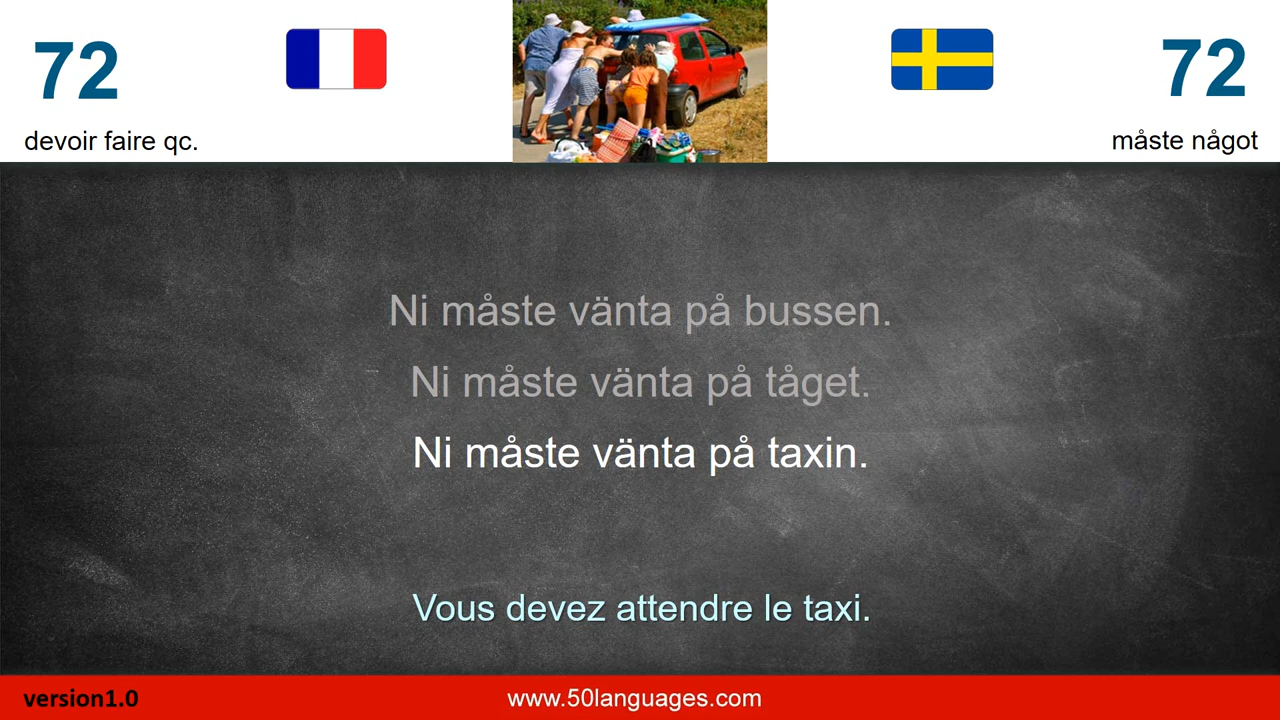 72
72
devoir faire qc.
måste något
Ni måste vänta på bussen.
Ni måste vänta på tåget.
Ni måste vänta på taxin.
Vous devez attendre le taxi.
version1.0
www.50languages.com